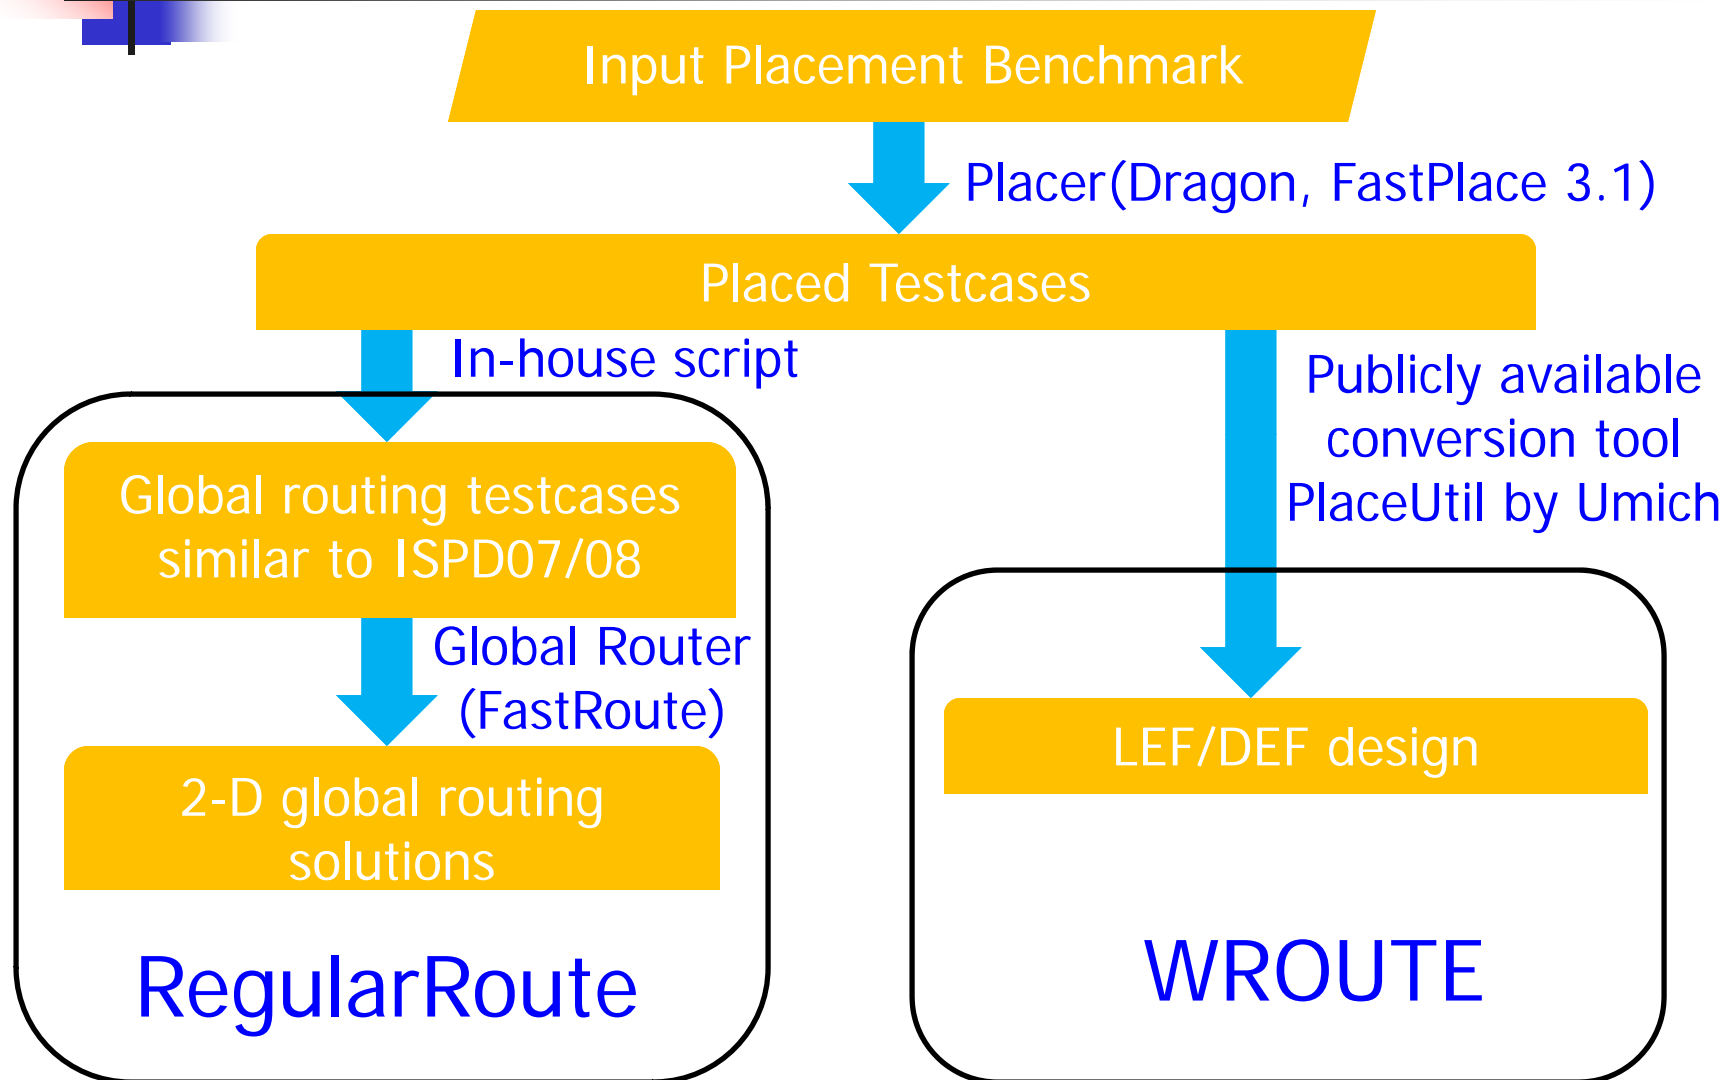 Input Placement Benchmark
Placer(Dragon, FastPlace 3.1)
Placed Testcases
In-house script
Publicly available
conversion tool
PlaceUtil by Umich
Global routing testcases
similar to ISPD07/08
Global Router
(FastRoute)
2-D global routing
solutions
RegularRoute
LEF/DEF design
WROUTE